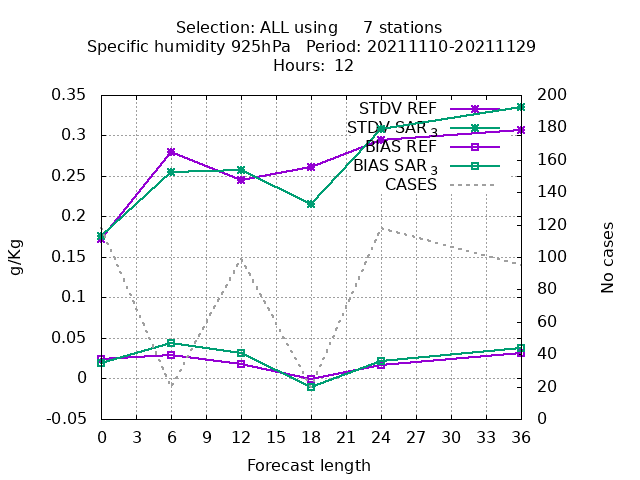 Selection: ALL using     7 stations
Specific humidity 925hPa   Period: 20211110-20211129
Hours: 12
0.35
0.3
0.25
0.2
0.15
0.1
0.05
0
-0.05
g/Kg
STDV REF
STDV SAR 3
BIAS REF
BIAS SAR 3
CASES
200
180
160
140
120
100
80
60
40
20
0
No cases
0 3 6 9 12 15 18 21 24 27 30 33 36
Forecast length